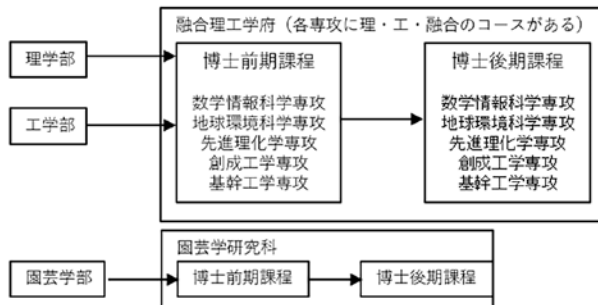 融合理工学府（各専攻に理・工・融合のコースがある）
理学部
工学部
博士前期課程
数学情報科学専攻
地球環境科学専攻
先進理化学専攻
創成工学専攻
基幹工学専攻
博士後期課程
数学情報科学専攻
地球環境科学専攻
先進理化学専攻
創成工学専攻
基幹工学専攻
園芸学研究科
園芸学部
博士前期課程
博士後期課程